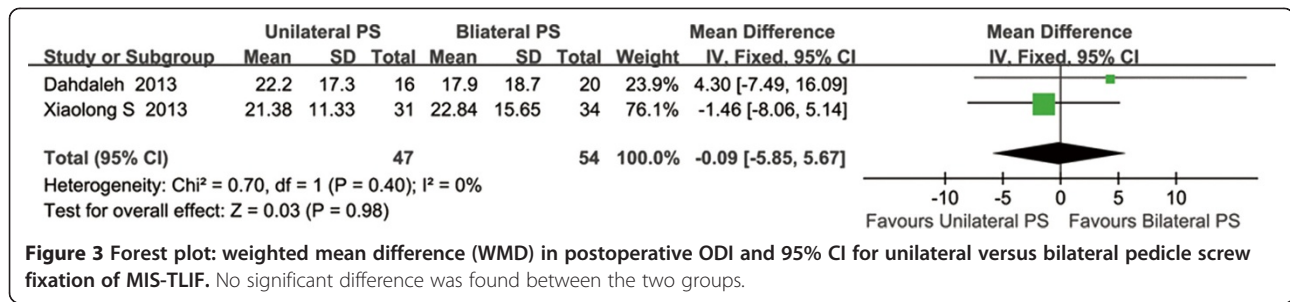 Unilateral PS Bliateral PS Mean Difference Mean Difference
Study or Subgroup Mean SD Total Mean SD Total Weight IV, Fixed, 95% CI IV, Fixed, 95% CI
Dahdaleh 2013 22.2 17.3 16 17.9 18.7 20 23.9% 4.30 [-7.49, 16.09]
Xiaolong S 2013 21.38 11.33 31 22.84 15.65 34 76.1% -1.46 [-8.06, 5.14]
Total (95% CI) 47 54 100.0% -0.09 [-5.85, 5.67]
Heterogeneity: Chi² = 0.70, df = 1 (P = 0.40); I² = 0%
Test for overall effect: Z = 0.03 (P = 0.98)
-10 -5 0 5 10
Favours Unilateral PS Favours Bilateral PS
Figure 3 Forest plot: weighted mean difference (WMD) in postoperative ODI and 95% CI for unilateral versus bilateral pedicle screw
fixation of MIS-TLIF. No significant difference was found between the two groups.